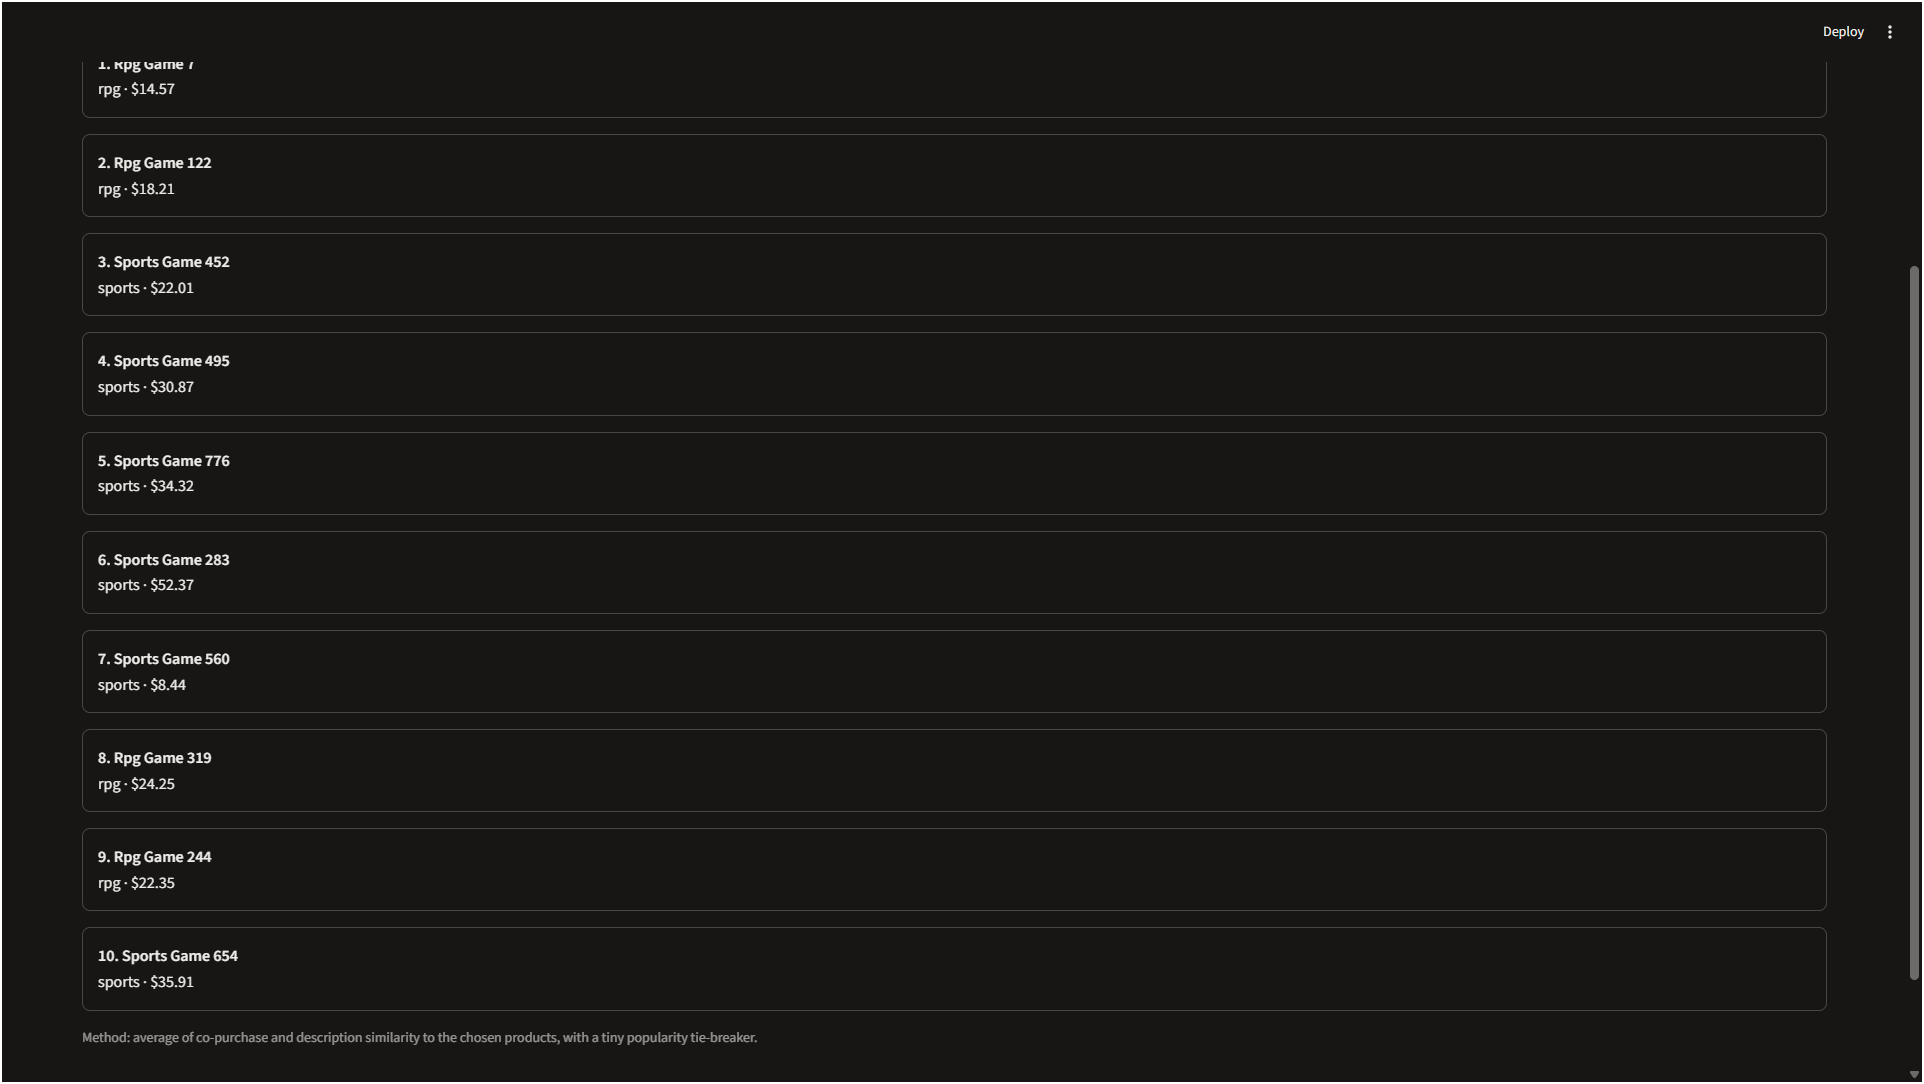 Deploy
1. Rpg Game 7
rpg · $14.57
2. Rpg Game 122
rpg · $18.21
3. Sports Game 452
sports · $22.01
4. Sports Game 495
sports · $30.87
5. Sports Game 776
sports · $34.32
6. Sports Game 283
sports · $52.37
7. Sports Game 560
sports · $8.44
8. Rpg Game 319
rpg · $24.25
9. Rpg Game 244
rpg · $22.35
10. Sports Game 654
sports · $35.91
Method: average of co-purchase and description similarity to the chosen products, with a tiny popularity tie-breaker.